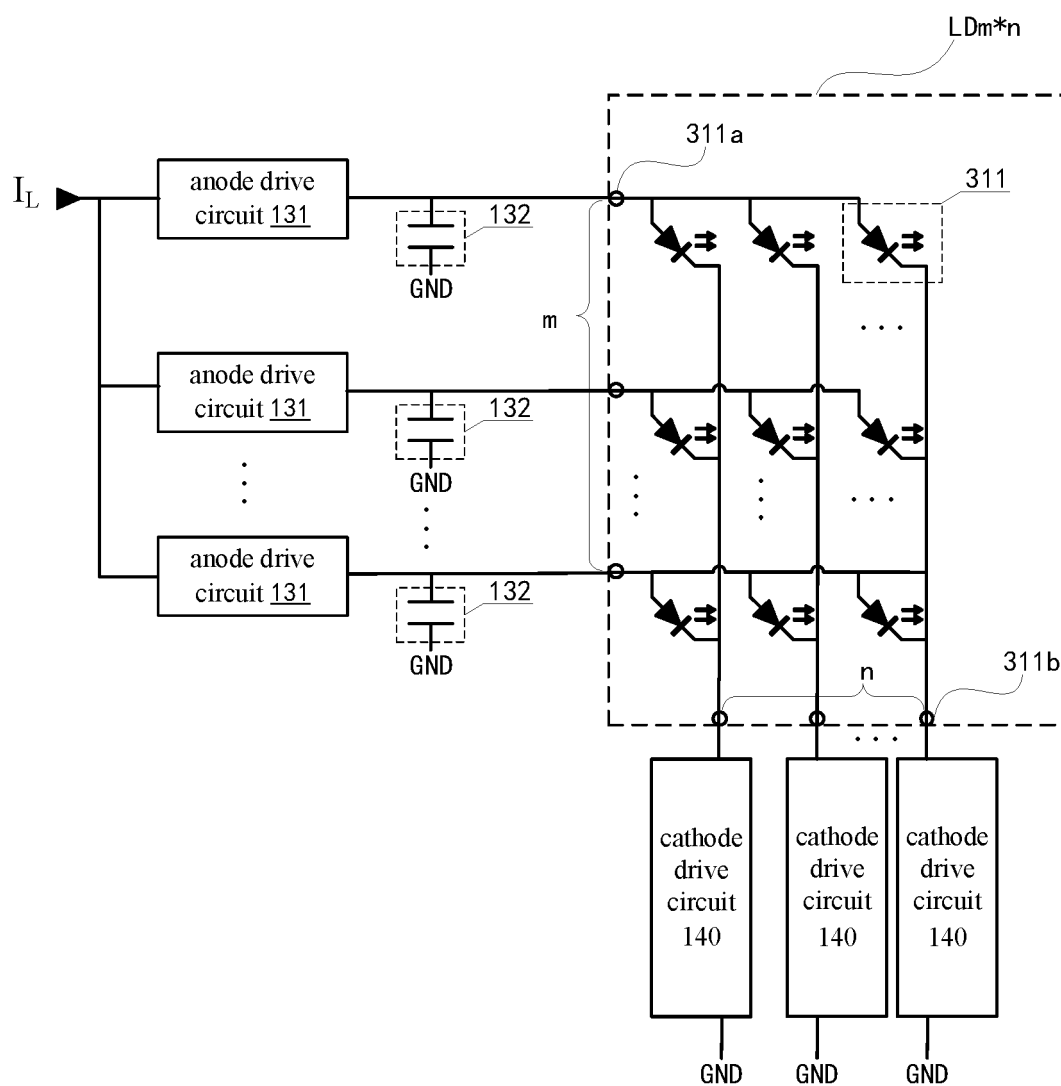 LDm*n
311a
311
I_L
anode drive
circuit 131
132
GND
m
anode drive
circuit 131
132
GND
anode drive
circuit 131
132
GND
n
311b
cathode
drive
circuit
140
cathode
drive
circuit
140
cathode
drive
circuit
140
GND
GND
GND